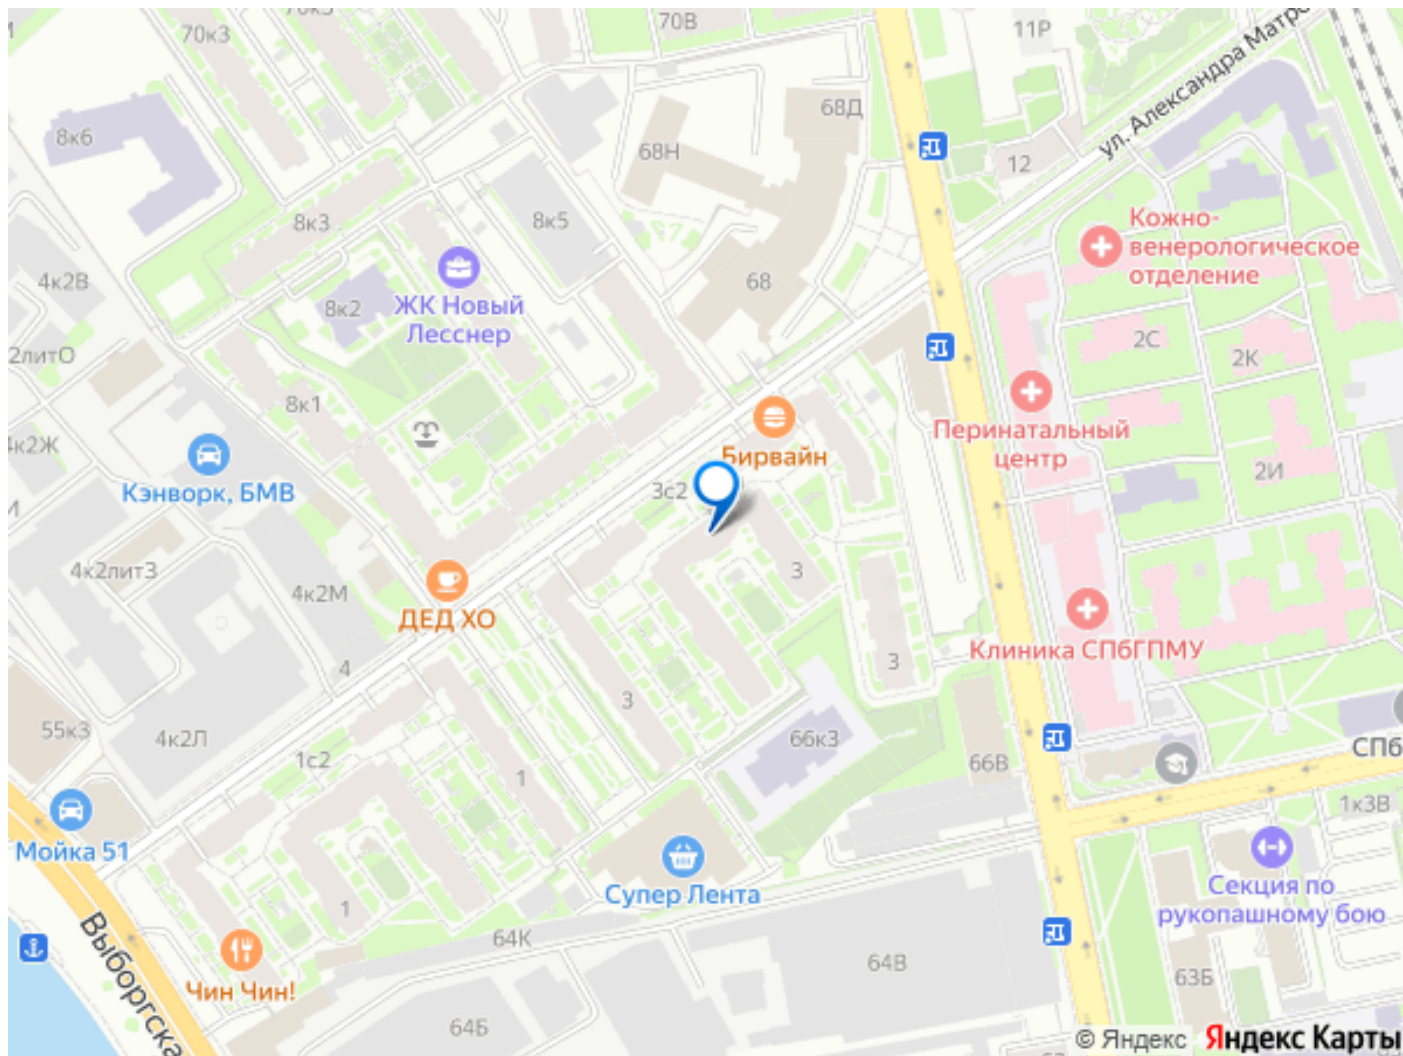 70к3
70В
11Р
ул. Александра Матро
68Д
8к6
68Н
12
8к3
8к5
Кожно-
венерологическое
отделение
4к2В
68
8к2
ЖК Новый
Лесснер
2С
2К
2литО
8к1
Перинатальный
центр
4к2Ж
Бирвайн
2И
Кэнворк, БМВ
3с2
4к2лит3
4к2М
3
ДЕД ХО
Клиника СПбГПМУ
4
3
3
55к3
4к2Л
66к3
СПб
1с2
1
66В
1к3В
Мойка 51
Супер Лента
Секция по
рукопашному бою
1
Выборгска
64К
64В
63Б
Чин Чин!
64Б
© Яндекс Яндекс Карты